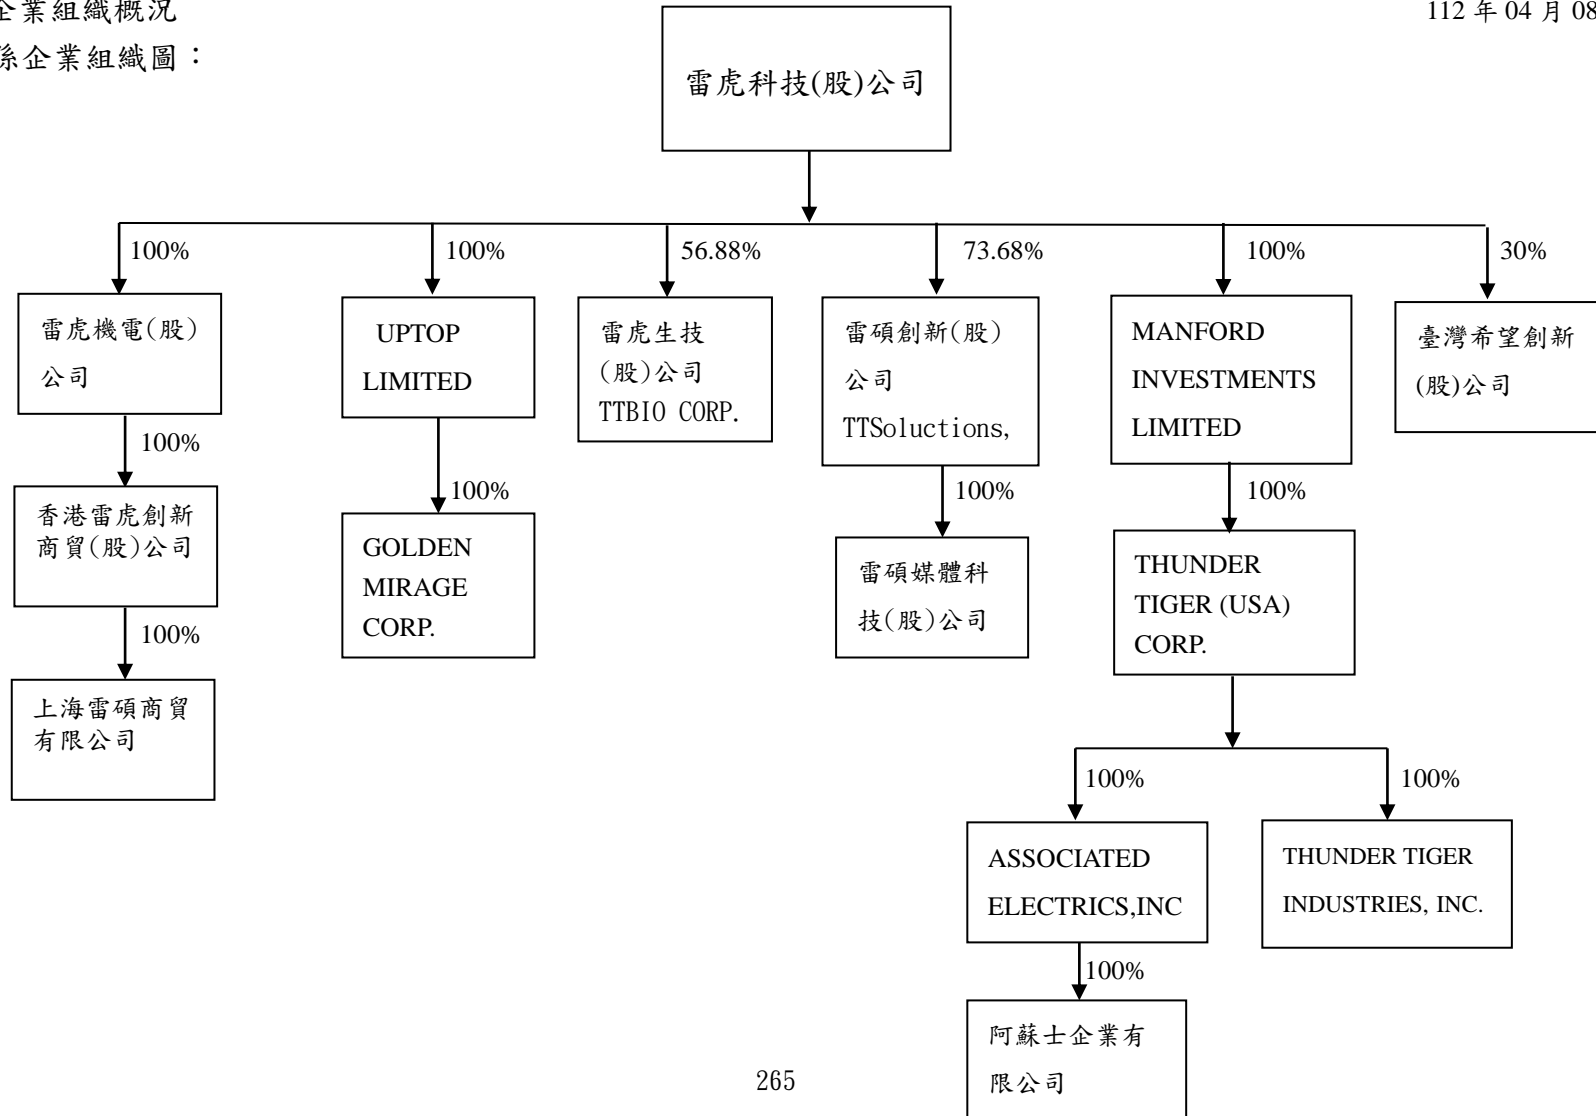 企業組織概況
112 年 04 月 08
係企業組織圖：
雷虎科技(股)公司
100%
100%
56.88%
73.68%
100%
30%
雷虎機電(股)
公司
UPTOP
LIMITED
雷虎生技
(股)公司
TTBIO CORP.
雷碩創新(股)
公司
TTSoluctions,
MANFORD
INVESTMENTS
LIMITED
臺灣希望創新
(股)公司
100%
100%
100%
100%
香港雷虎創新
商貿(股)公司
GOLDEN
MIRAGE
CORP.
雷碩媒體科
技(股)公司
THUNDER
TIGER (USA)
CORP.
100%
上海雷碩商貿
有限公司
100%
100%
ASSOCIATED
ELECTRICS,INC
THUNDER TIGER
INDUSTRIES, INC.
100%
阿蘇士企業有
限公司
265